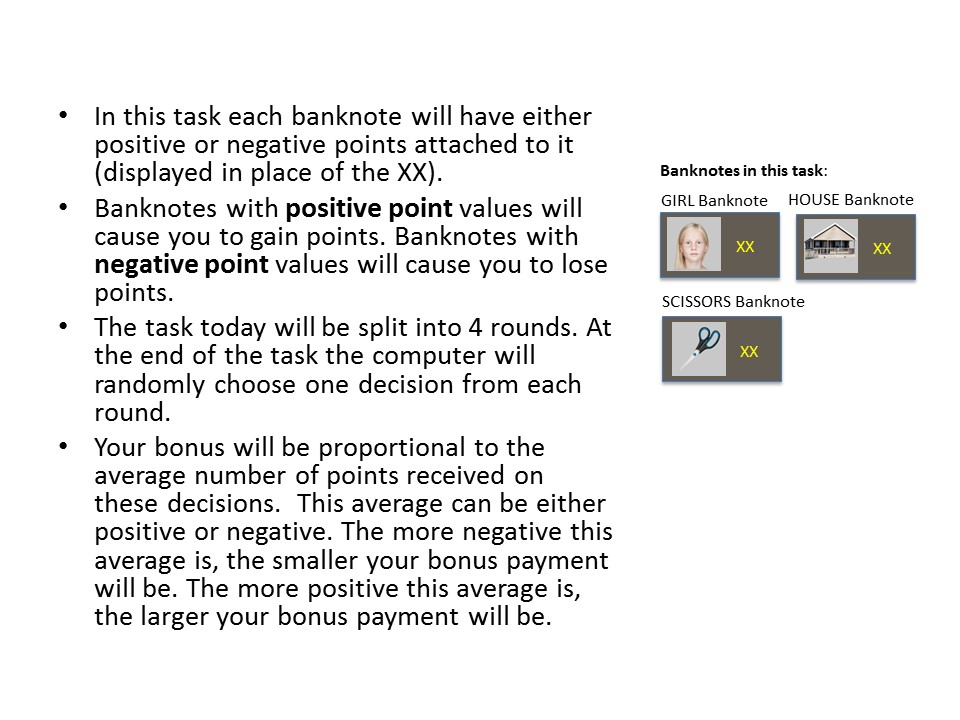 • In this task each banknote will have either
positive or negative points attached to it
(displayed in place of the XX).
• Banknotes with positive point values will
cause you to gain points. Banknotes with
negative point values will cause you to lose
points.
• The task today will be split into 4 rounds. At
the end of the task the computer will
randomly choose one decision from each
round.
• Your bonus will be proportional to the
average number of points received on
these decisions.  This average can be either
positive or negative. The more negative this
average is, the smaller your bonus payment
will be. The more positive this average is,
the larger your bonus payment will be.
Banknotes in this task:
GIRL Banknote
XX
HOUSE Banknote
XX
SCISSORS Banknote
XX